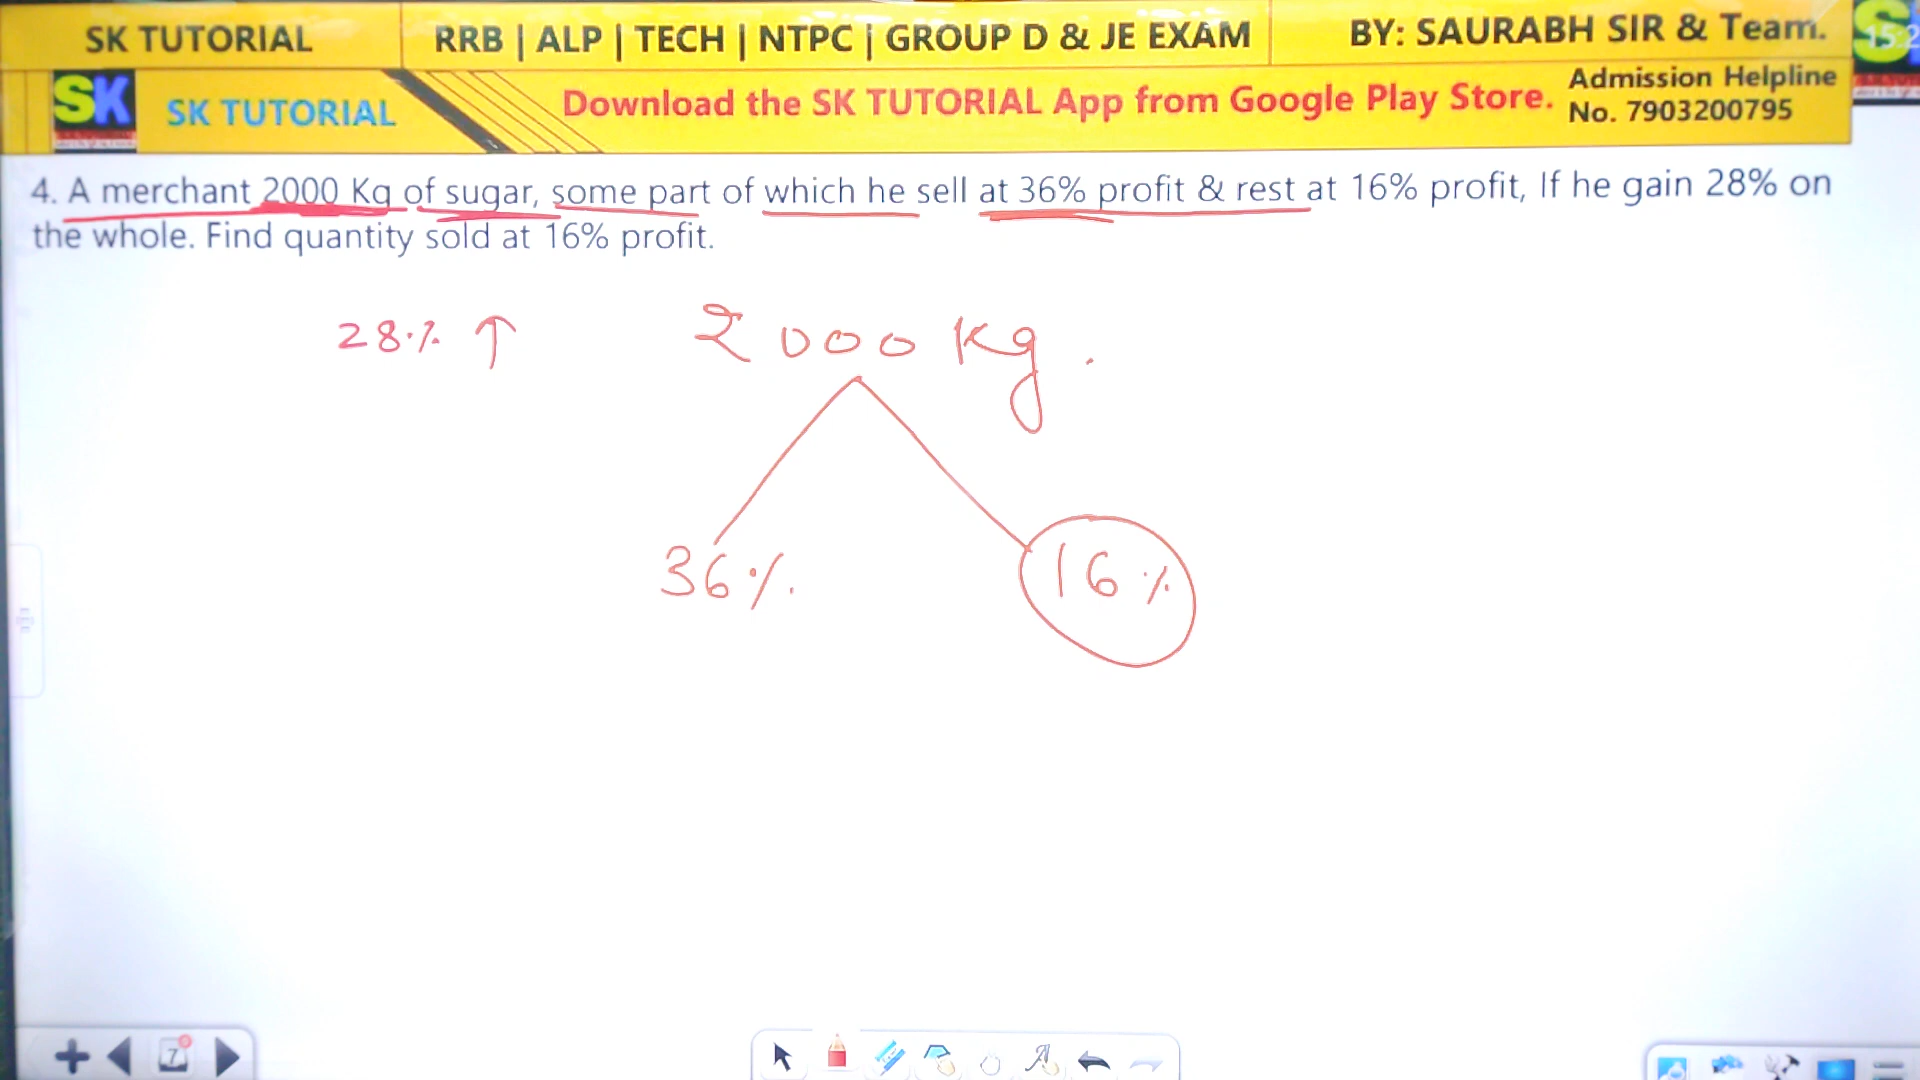 SK TUTORIAL RRB | ALP | TECH | NTPC | GROUP D & JE EXAM BY: SAURABH SIR & Team.
SK SK TUTORIAL Download the SK TUTORIAL App from Google Play Store. Admission Helpline
No. 7903200795
4. A merchant 2000 Kg of sugar, some part of which he sell at 36% profit & rest at 16% profit, If he gain 28% on
the whole. Find quantity sold at 16% profit.
28% ↑ 2000 Kg.
36% 16%
7